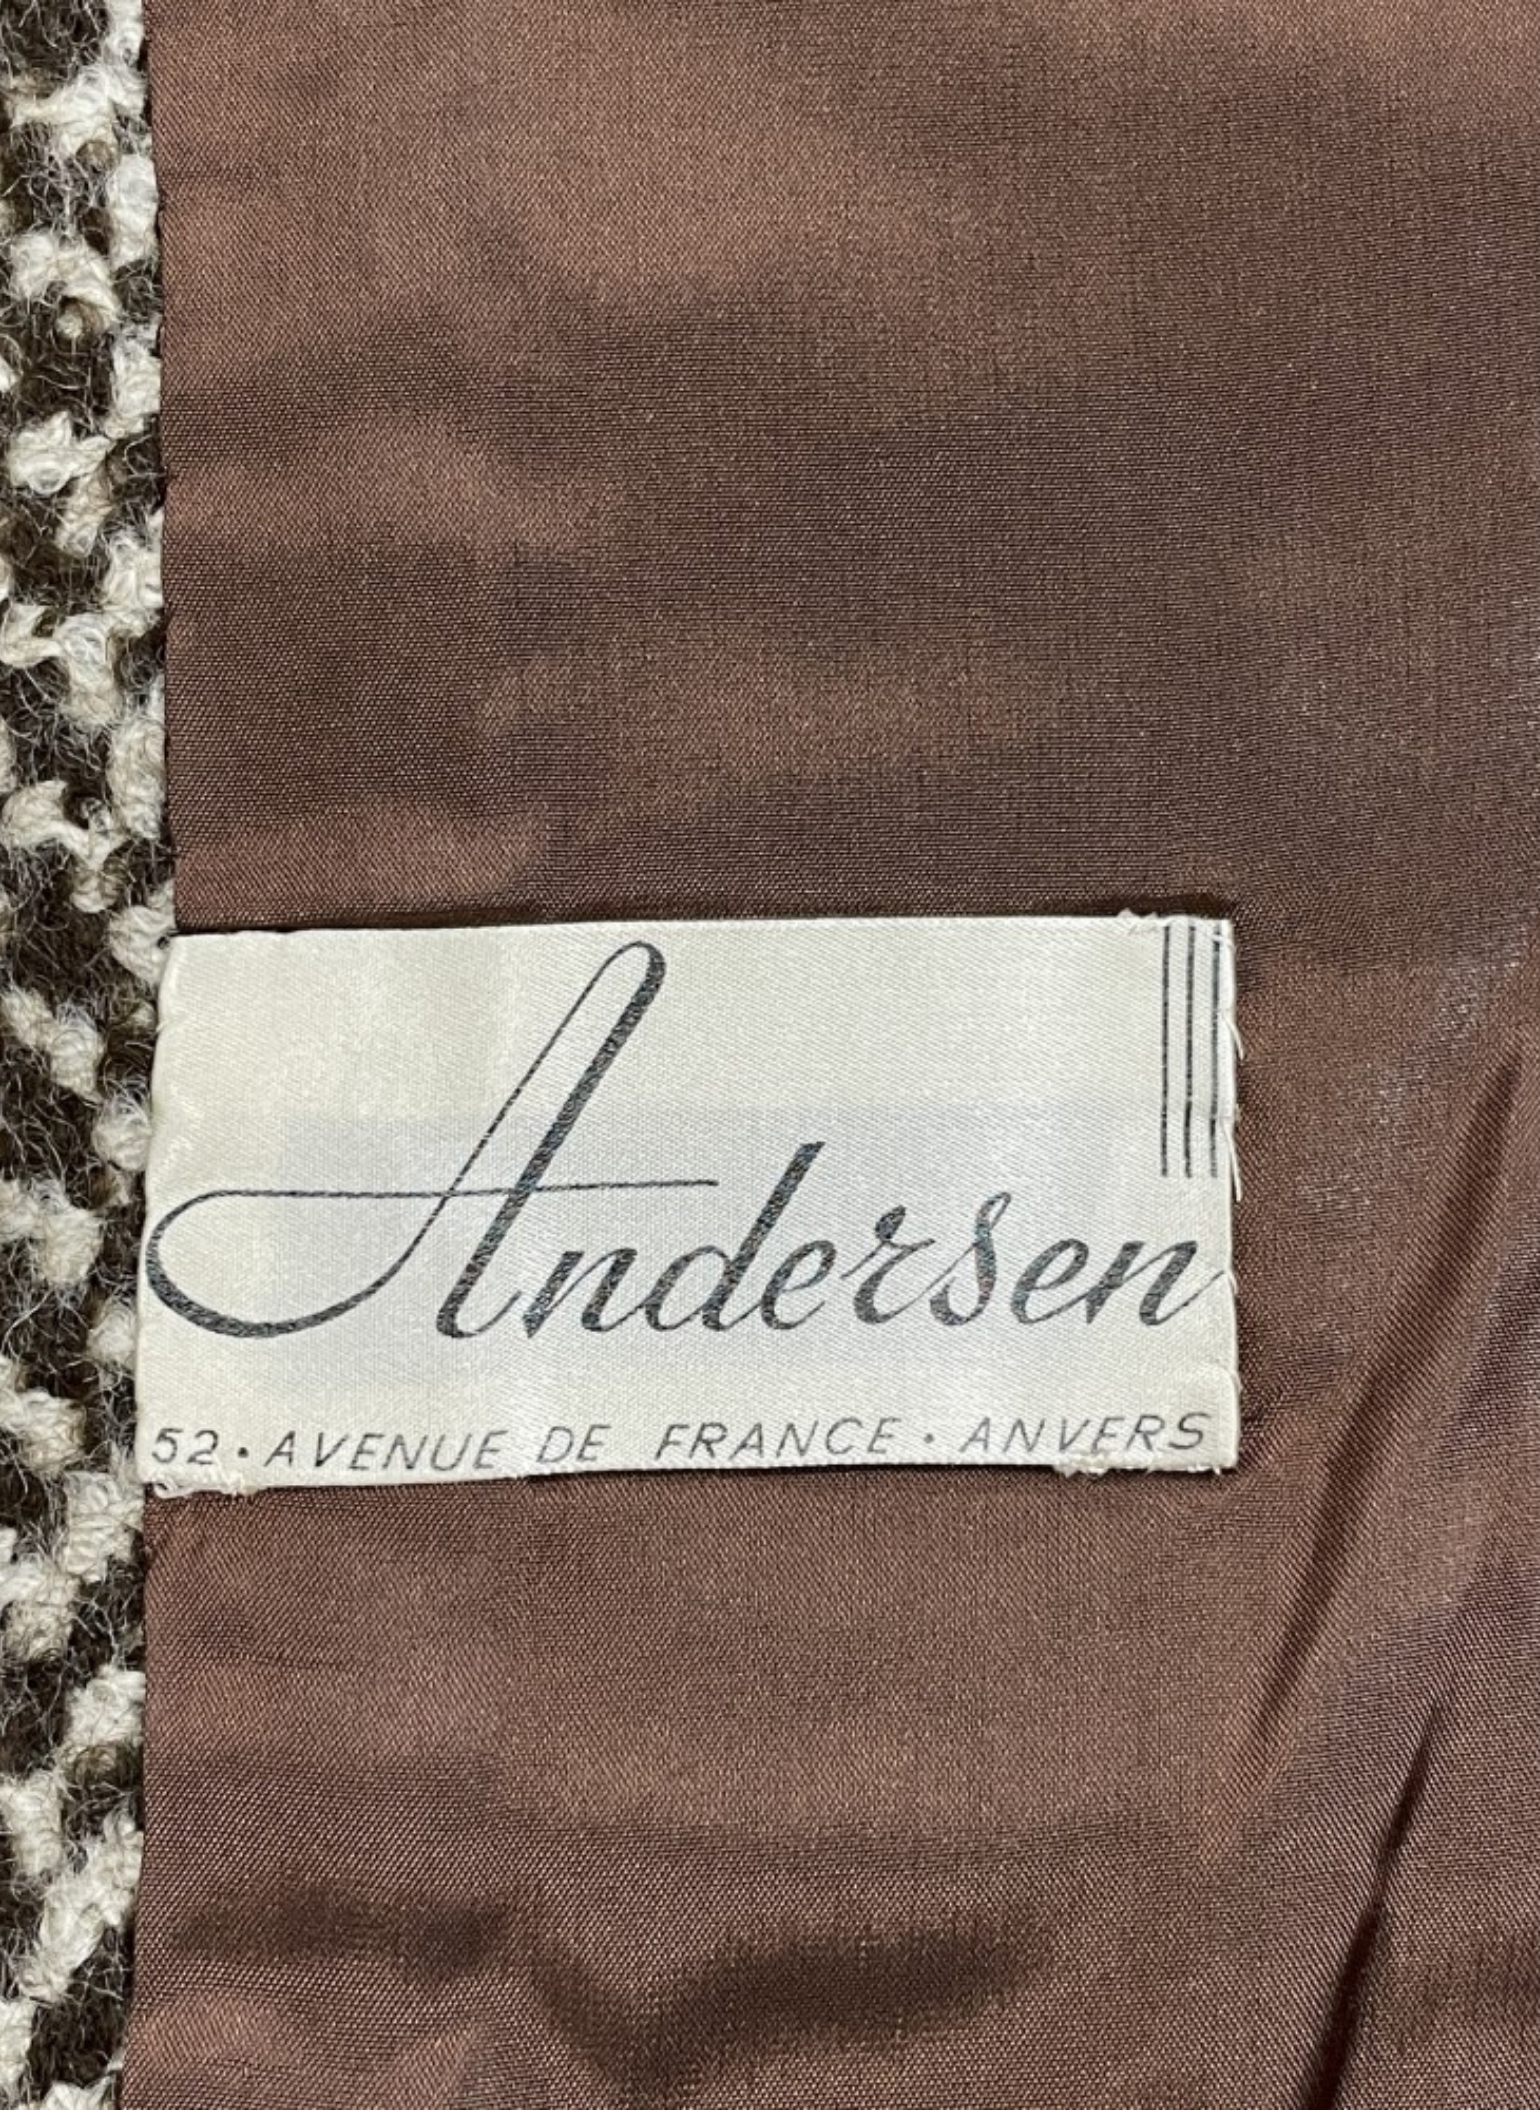 Andersen
52 · AVENUE DE FRANCE · ANVERS